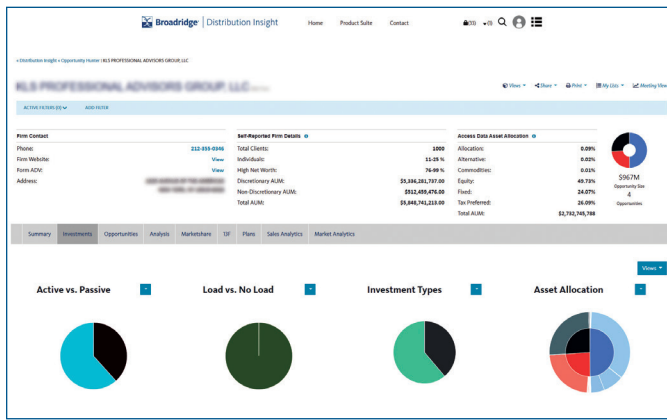 Broadridge | Distribution Insight Home Product Suite Contact
« Distribution Insight » Opportunity Hunter | KLS PROFESSIONAL ADVISORS GROUP, LLC
KLS PROFESSIONAL ADVISORS GROUP, LLC
Views Share Print My Lists Meeting View
ACTIVE FILTERS (0) ADD FILTER
Firm Contact
Phone: 212-355-0346
Firm Website: View
Form ADV: View
Address:
Self-Reported Firm Details
Total Clients: 1000
Individuals: 11-25 %
High Net Worth: 76-99 %
Discretionary AUM: $5,336,281,737.00
Non-Discretionary AUM: $512,459,476.00
Total AUM: $5,848,741,213.00
Access Data Asset Allocation
Allocation: 0.09%
Alternative: 0.02%
Commodities: 0.01%
Equity: 49.73%
Fixed: 24.07%
Tax Preferred: 26.09%
Total AUM: $2,732,745,788
$967M
Opportunity Size
4
Opportunities
Summary Investments Opportunities Analysis Marketshare 13F Plans Sales Analytics Market Analytics
Views
Active vs. Passive Load vs. No Load Investment Types Asset Allocation